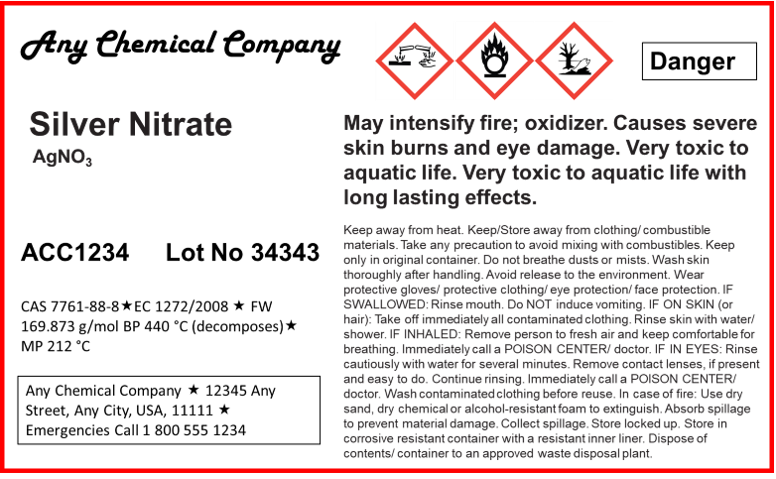 Any Chemical Company
Danger
Silver Nitrate
AgNO₃
ACC1234 Lot No 34343
CAS 7761-88-8★EC 1272/2008 ★ FW
169.873 g/mol BP 440 °C (decomposes)★
MP 212 °C
Any Chemical Company ★ 12345 Any
Street, Any City, USA, 11111 ★
Emergencies Call 1 800 555 1234
May intensify fire; oxidizer. Causes severe
skin burns and eye damage. Very toxic to
aquatic life. Very toxic to aquatic life with
long lasting effects.
Keep away from heat. Keep/Store away from clothing/ combustible
materials. Take any precaution to avoid mixing with combustibles. Keep
only in original container. Do not breathe dusts or mists. Wash skin
thoroughly after handling. Avoid release to the environment. Wear
protective gloves/ protective clothing/ eye protection/ face protection. IF
SWALLOWED: Rinse mouth. Do NOT induce vomiting. IF ON SKIN (or
hair): Take off immediately all contaminated clothing. Rinse skin with water/
shower. IF INHALED: Remove person to fresh air and keep comfortable for
breathing. Immediately call a POISON CENTER/ doctor. IF IN EYES: Rinse
cautiously with water for several minutes. Remove contact lenses, if present
and easy to do. Continue rinsing. Immediately call a POISON CENTER/
doctor. Wash contaminated clothing before reuse. In case of fire: Use dry
sand, dry chemical or alcohol-resistant foam to extinguish. Absorb spillage
to prevent material damage. Collect spillage. Store locked up. Store in
corrosive resistant container with a resistant inner liner. Dispose of
contents/ container to an approved waste disposal plant.